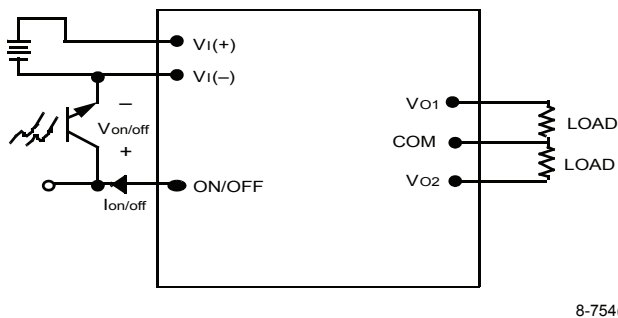 VI(+)
VI(–)
–
Von/off
+
Ion/off
ON/OFF
VO1
COM
VO2
LOAD
LOAD